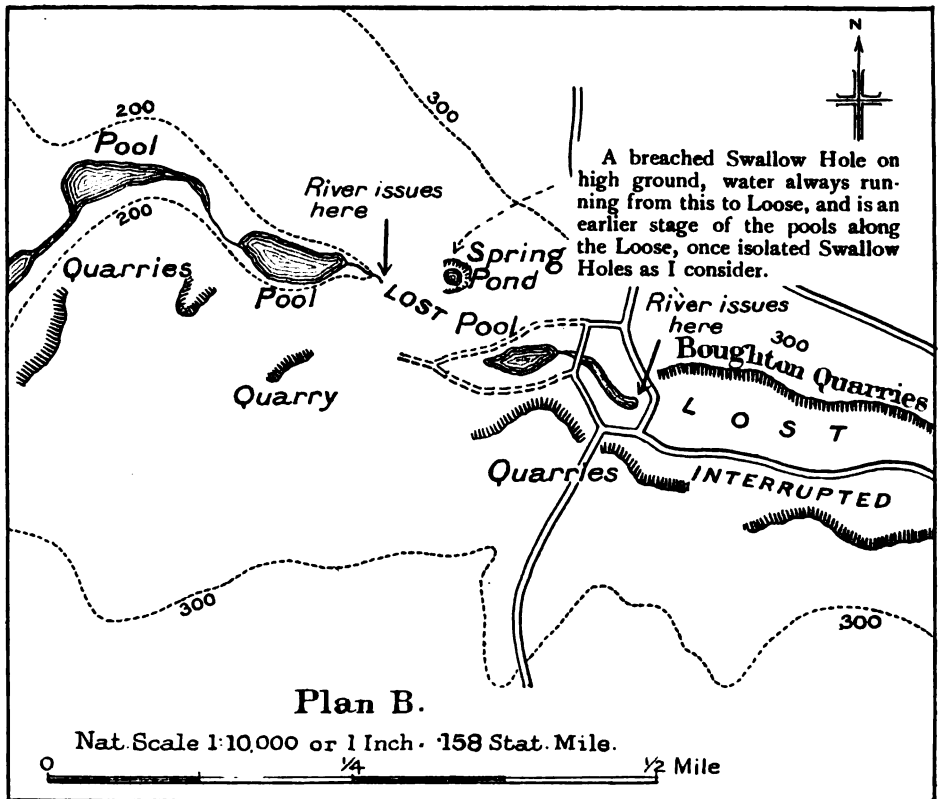 N
200
300
Pool
A breached Swallow Hole on
high ground, water always run-
ning from this to Loose, and is an
earlier stage of the pools along
the Loose, once isolated Swallow
Holes as I consider.
River issues
here
200
Quarries
Spring
Pond
Pool
LOST
Pool
River issues
here
300
Boughton Quarries
Quarry
LOST
Quarries
INTERRUPTED
300
300
Plan B.
Nat. Scale 1:10,000 or 1 Inch · ·158 Stat. Mile.
0 1/4 1/2 Mile